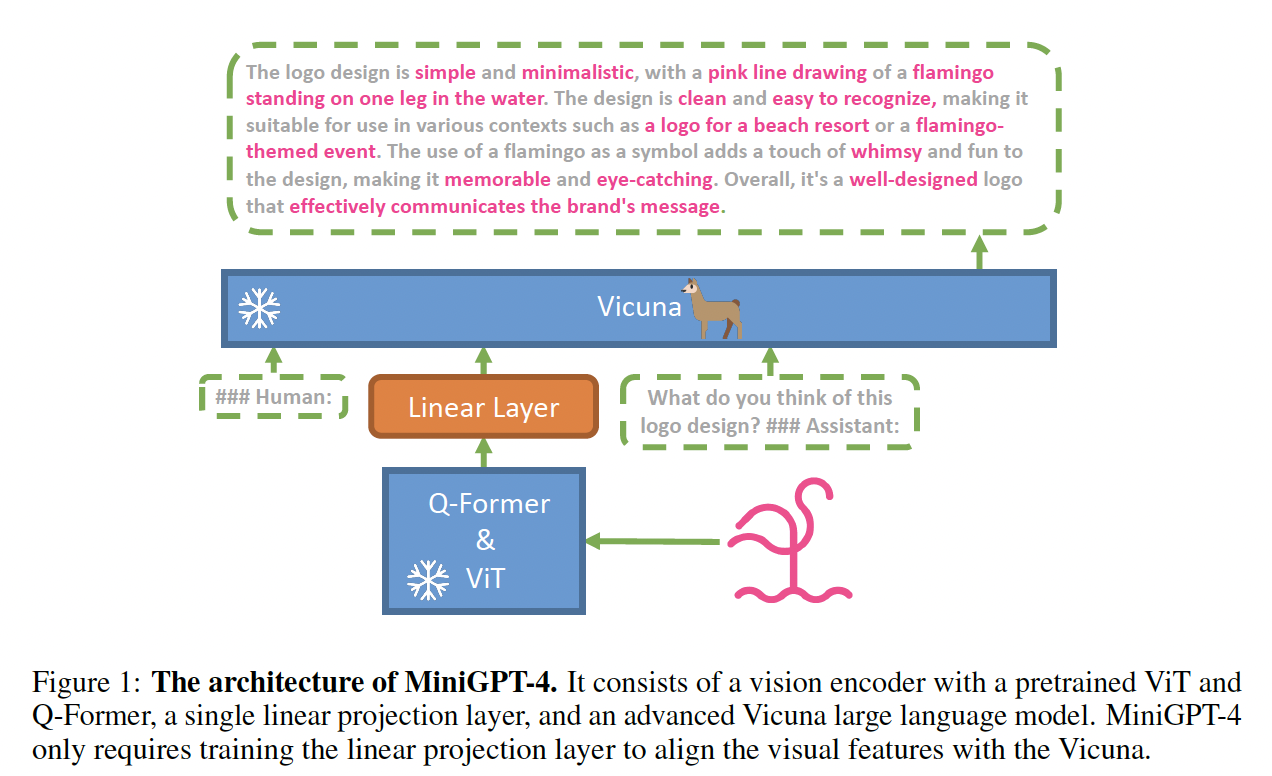 The logo design is simple and minimalistic, with a pink line drawing of a flamingo
standing on one leg in the water. The design is clean and easy to recognize, making it
suitable for use in various contexts such as a logo for a beach resort or a flamingo-
themed event. The use of a flamingo as a symbol adds a touch of whimsy and fun to
the design, making it memorable and eye-catching. Overall, it's a well-designed logo
that effectively communicates the brand's message.
Vicuna
### Human:
Linear Layer
What do you think of this
logo design? ### Assistant:
Q-Former
&
ViT
Figure 1: The architecture of MiniGPT-4. It consists of a vision encoder with a pretrained ViT and
Q-Former, a single linear projection layer, and an advanced Vicuna large language model. MiniGPT-4
only requires training the linear projection layer to align the visual features with the Vicuna.